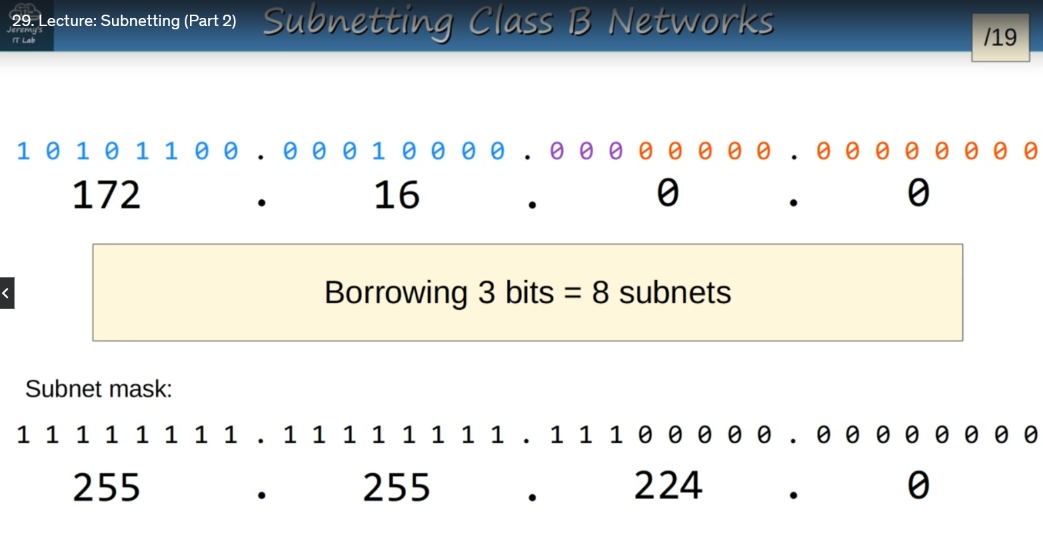 29. Lecture: Subnetting (Part 2)
Jeremy's
IT Lab
Subnetting Class B Networks
/19
1 0 1 0 1 1 0 0 . 0 0 0 1 0 0 0 0 . 0 0 0 0 0 0 0 0 . 0 0 0 0 0 0 0 0
172 . 16 . 0 . 0
Borrowing 3 bits = 8 subnets
Subnet mask:
1 1 1 1 1 1 1 1 . 1 1 1 1 1 1 1 1 . 1 1 1 0 0 0 0 0 . 0 0 0 0 0 0 0 0
255 . 255 . 224 . 0